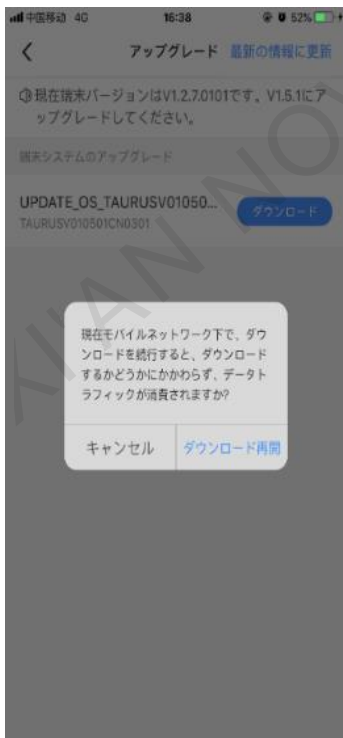 中国移动 4G 16:38 52%
アップグレード 最新の情報に更新
現在端末バージョンはV1.2.7.0101です。V1.5.1にア
ップグレードしてください。
端末システムのアップグレード
UPDATE_OS_TAURUSV01050...
ダウンロード
TAURUSV010501CN0301
現在モバイルネットワーク下で、ダウ
ンロードを続行すると、ダウンロード
するかどうかにかかわらず、データト
ラフィックが消費されますか?
キャンセル ダウンロード再開
XIAN NO